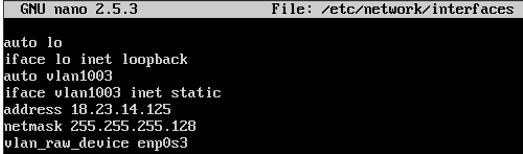 GNU nano 2.5.3 File: /etc/network/interfaces
auto lo
iface lo inet loopback
auto vlan1003
iface vlan1003 inet static
address 18.23.14.125
netmask 255.255.255.128
vlan_raw_device enp0s3